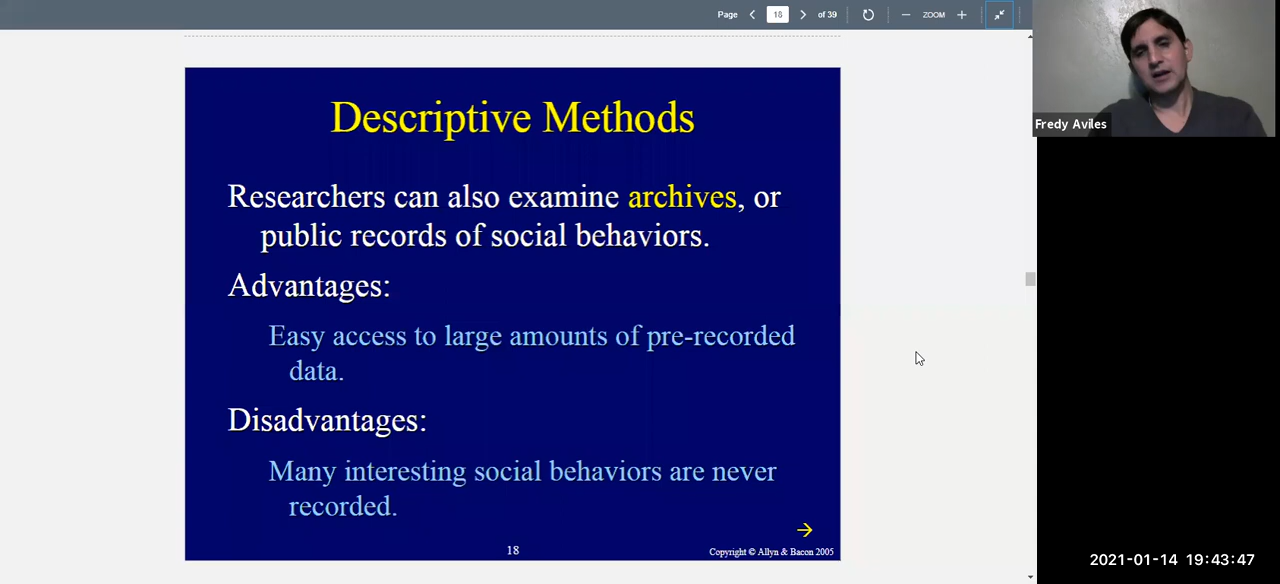 Page 18 of 39 ZOOM
Fredy Aviles
Descriptive Methods
Researchers can also examine archives, or
public records of social behaviors.
Advantages:
Easy access to large amounts of pre-recorded
data.
Disadvantages:
Many interesting social behaviors are never
recorded.
18
Copyright © Allyn & Bacon 2005
2021-01-14 19:43:47